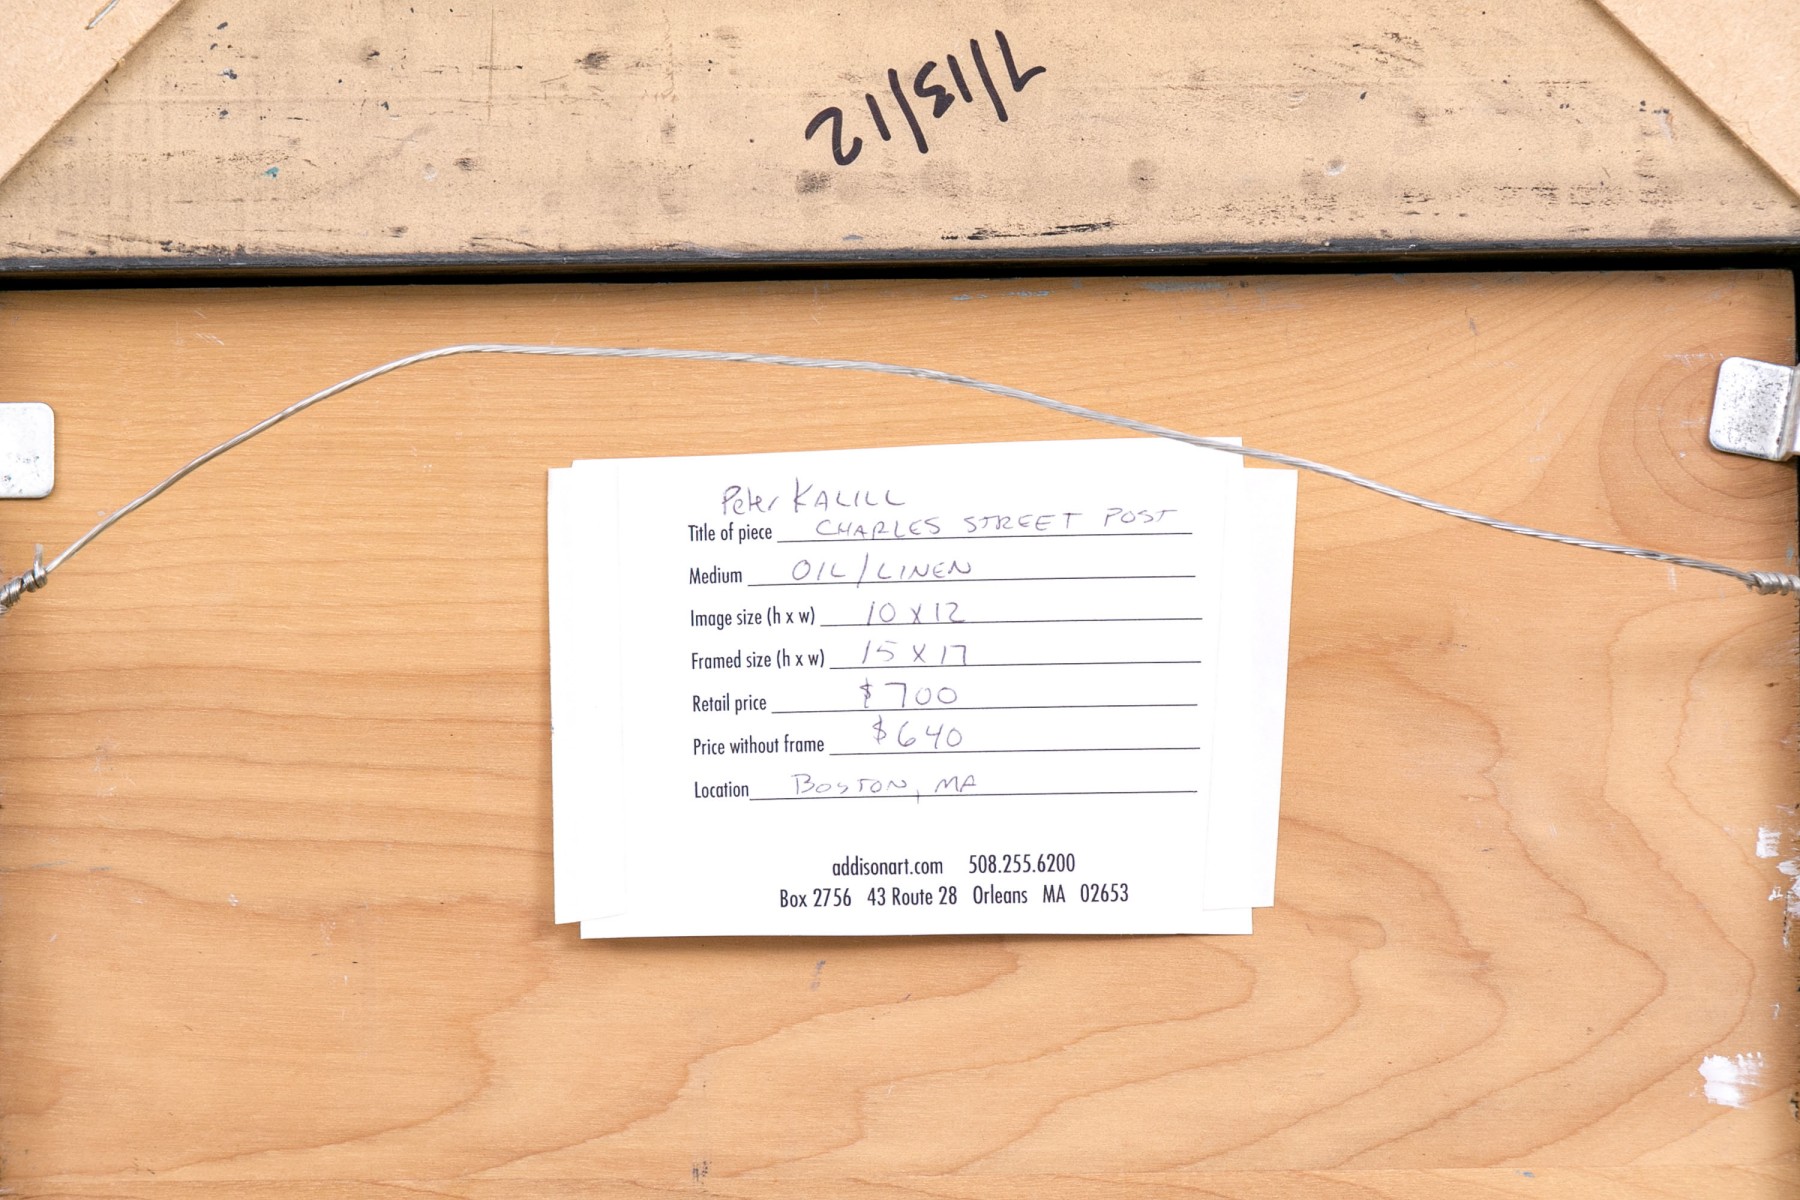 7/13/12
Peter KALILL
Title of piece CHARLES STREET POST
Medium OIL/LINEN
Image size (h x w) 10 x 12
Framed size (h x w) 15 x 17
Retail price $700
Price without frame $640
Location BOSTON, MA
addisonart.com 508.255.6200
Box 2756 43 Route 28 Orleans MA 02653